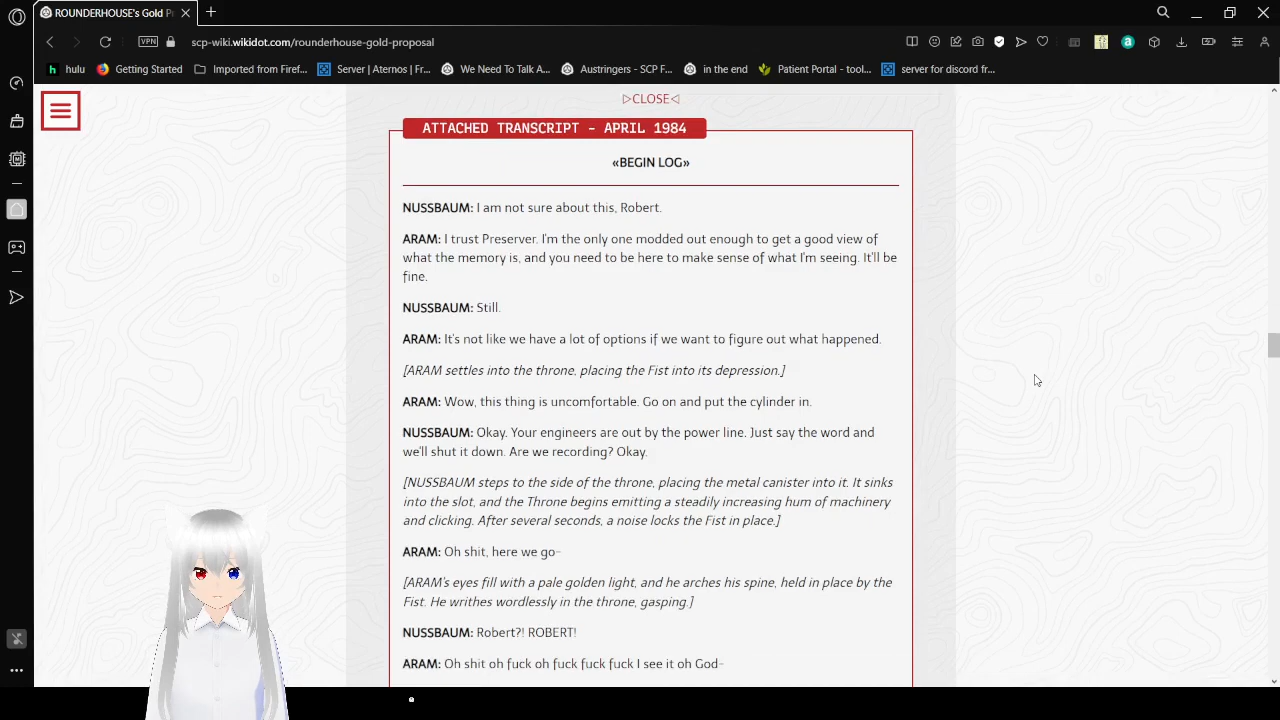 ROUNDERHOUSE's Gold P
VPN
scp-wiki.wikidot.com/rounderhouse-gold-proposal
h hulu Getting Started Imported from Firef... Server | Aternos | Fr... We Need To Talk A... Austringers - SCP F... in the end Patient Portal - tool... server for discord fr...
▷CLOSE◁
ATTACHED TRANSCRIPT - APRIL 1984
«BEGIN LOG»
NUSSBAUM: I am not sure about this, Robert.
ARAM: I trust Preserver. I'm the only one modded out enough to get a good view of
what the memory is, and you need to be here to make sense of what I'm seeing. It'll be
fine.
NUSSBAUM: Still.
ARAM: It's not like we have a lot of options if we want to figure out what happened.
[ARAM settles into the throne, placing the Fist into its depression.]
ARAM: Wow, this thing is uncomfortable. Go on and put the cylinder in.
NUSSBAUM: Okay. Your engineers are out by the power line. Just say the word and
we'll shut it down. Are we recording? Okay.
[NUSSBAUM steps to the side of the throne, placing the metal canister into it. It sinks
into the slot, and the Throne begins emitting a steadily increasing hum of machinery
and clicking. After several seconds, a noise locks the Fist in place.]
ARAM: Oh shit, here we go–
[ARAM's eyes fill with a pale golden light, and he arches his spine, held in place by the
Fist. He writhes wordlessly in the throne, gasping.]
NUSSBAUM: Robert?! ROBERT!
ARAM: Oh shit oh fuck oh fuck fuck fuck I see it oh God–